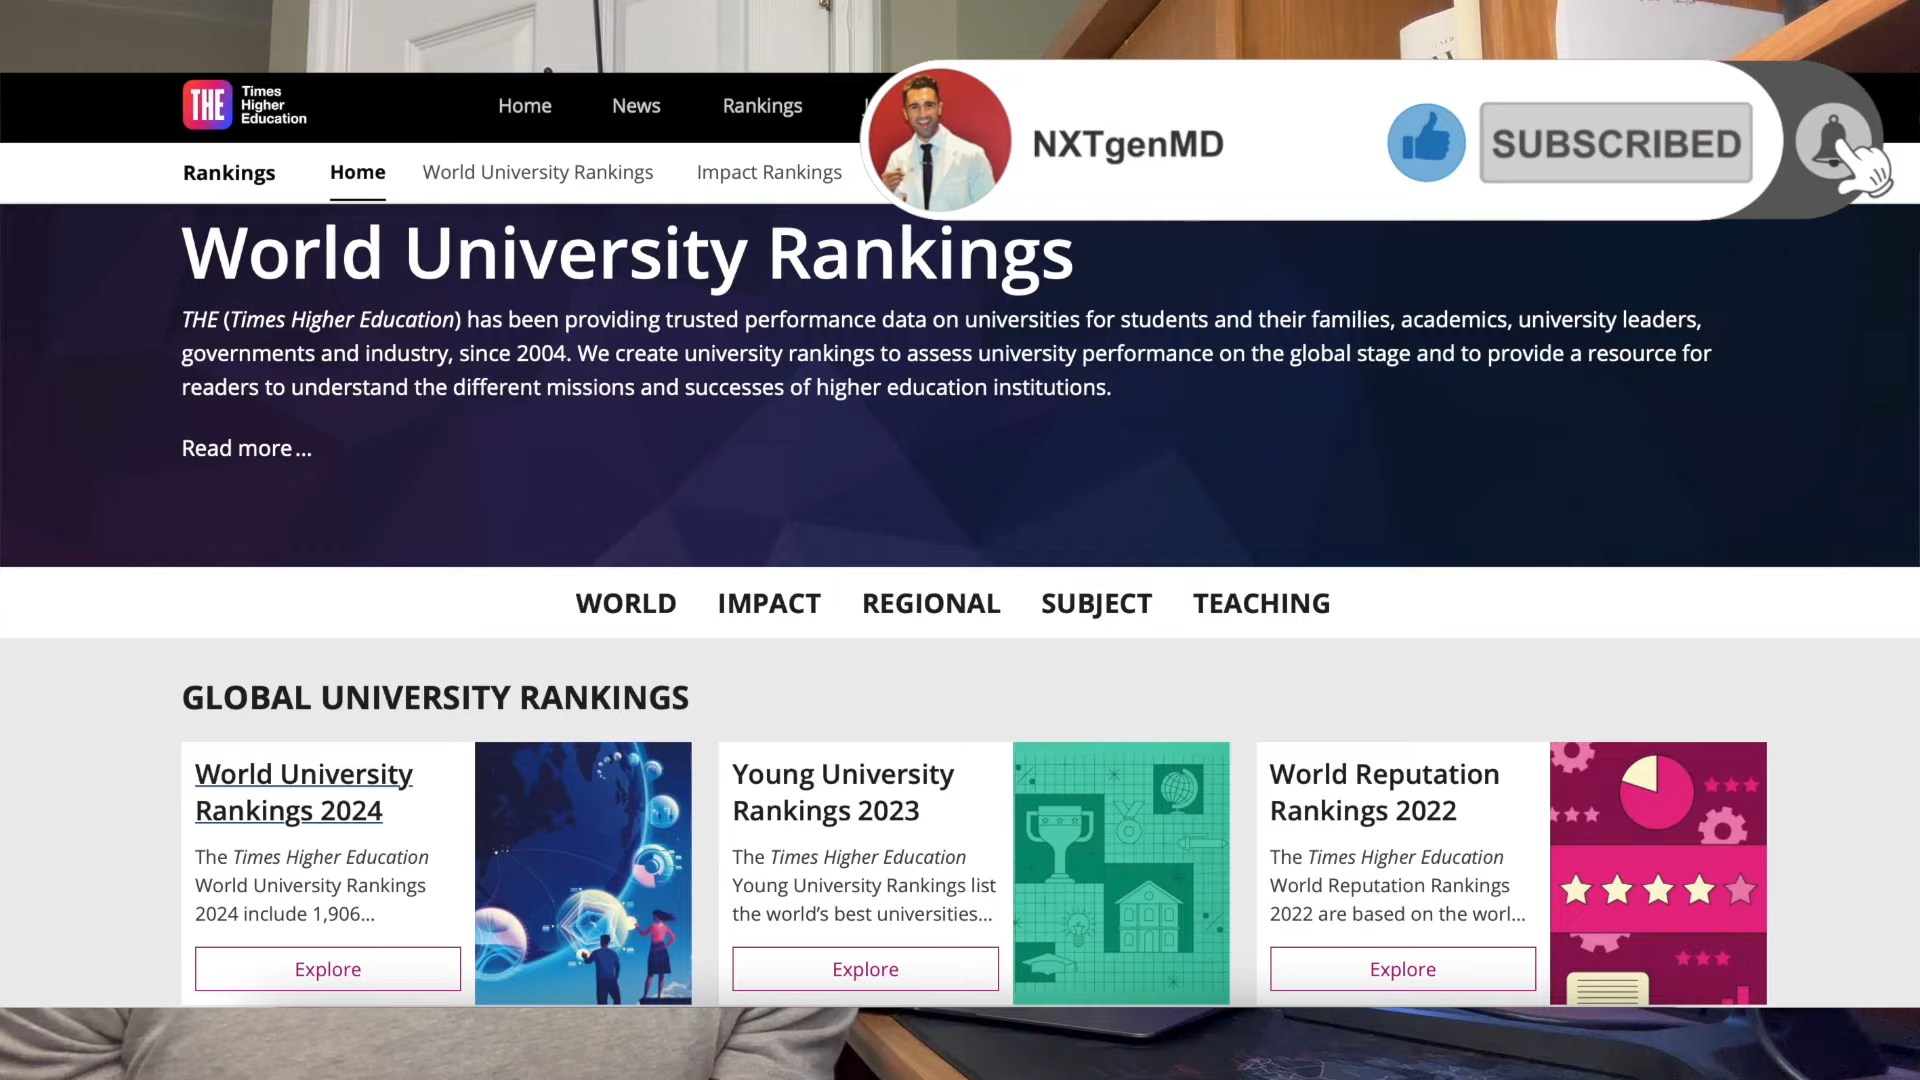 THE
Times
Higher
Education
Home
News
Rankings
NXTgenMD
SUBSCRIBED
Rankings
Home
World University Rankings
Impact Rankings
World University Rankings
THE (Times Higher Education) has been providing trusted performance data on universities for students and their families, academics, university leaders,
governments and industry, since 2004. We create university rankings to assess university performance on the global stage and to provide a resource for
readers to understand the different missions and successes of higher education institutions.
Read more ...
WORLD
IMPACT
REGIONAL
SUBJECT
TEACHING
GLOBAL UNIVERSITY RANKINGS
World University
Rankings 2024
The Times Higher Education
World University Rankings
2024 include 1,906...
Explore
Young University
Rankings 2023
The Times Higher Education
Young University Rankings list
the world's best universities...
Explore
World Reputation
Rankings 2022
The Times Higher Education
World Reputation Rankings
2022 are based on the worl...
Explore